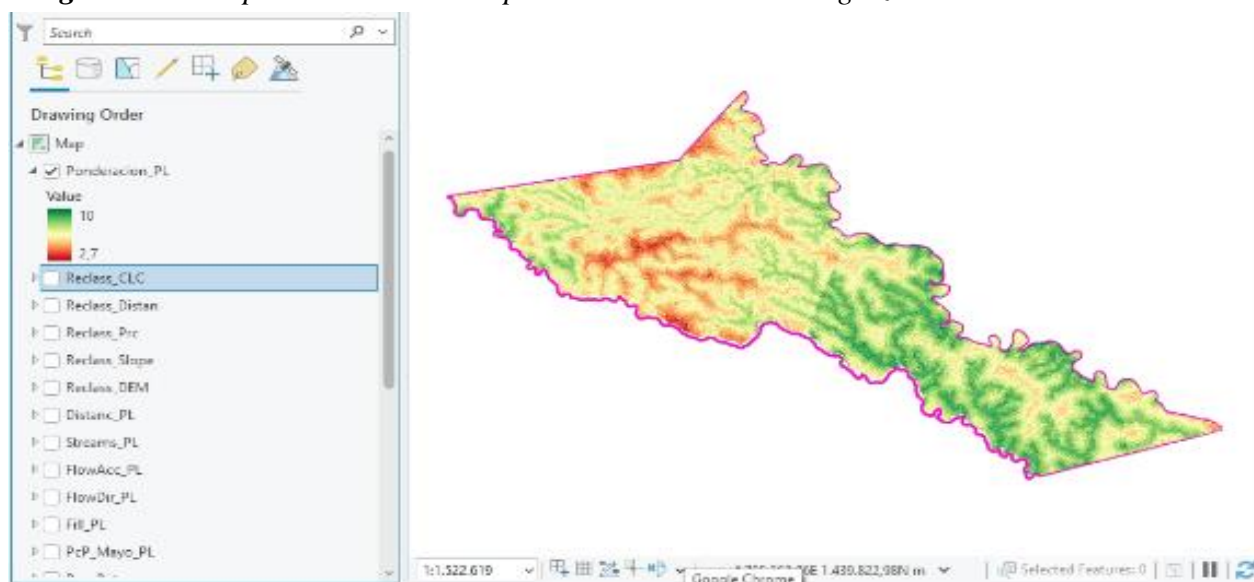 Search
Drawing Order
Map
Ponderacion_PL
Value
10
2,7
Reclass_CLC
Reclass_Distan
Reclass_Prc
Reclass_Slope
Reclass_DEM
Distanc_PL
Streams_PL
FlowAcc_PL
FlowDir_PL
Fill_PL
PcP_Mayo_PL
1:1.522.619
1.439.822,98N m
Selected Features: 0
Google Chrome